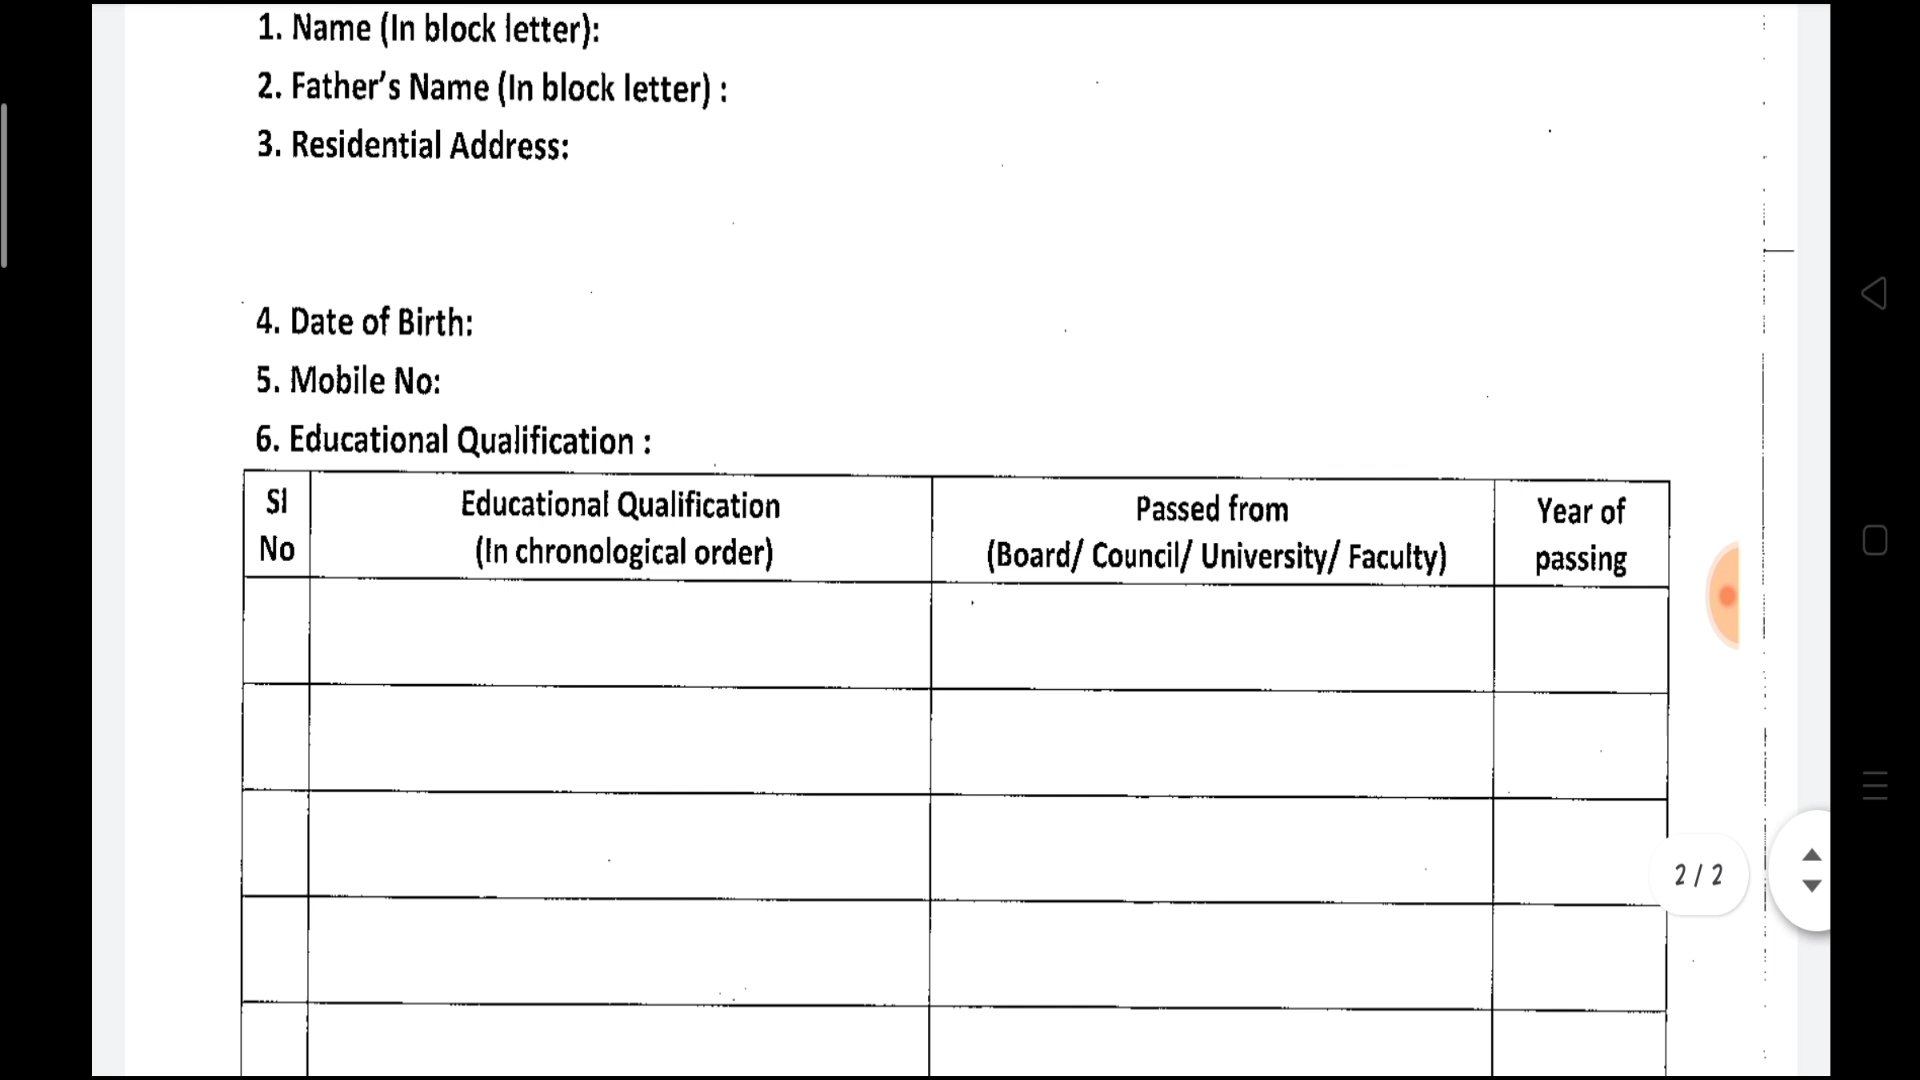 1. Name (In block letter):
2. Father's Name (In block letter) :
3. Residential Address:
4. Date of Birth:
5. Mobile No:
6. Educational Qualification :
Sl
No
Educational Qualification
(In chronological order)
Passed from
(Board/ Council/ University/ Faculty)
Year of
passing
2 / 2